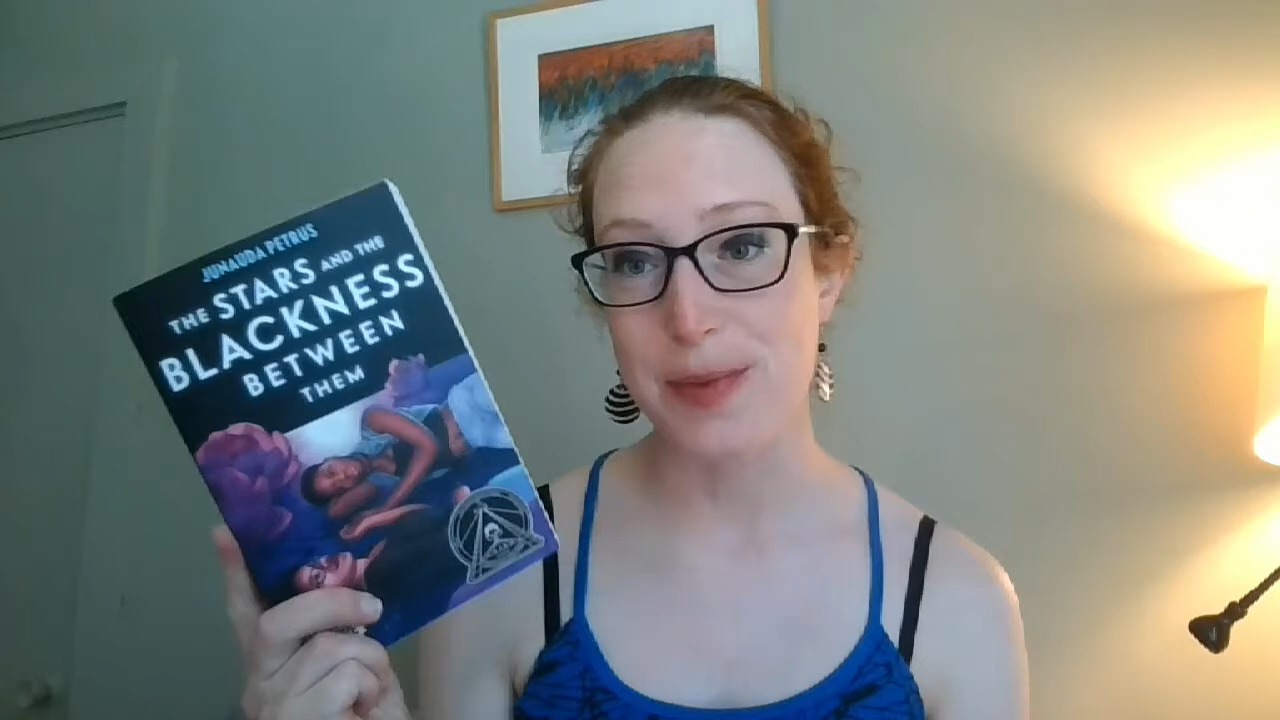 JUNAUDA PETRUS
THE STARS AND THE
BLACKNESS
BETWEEN
THEM